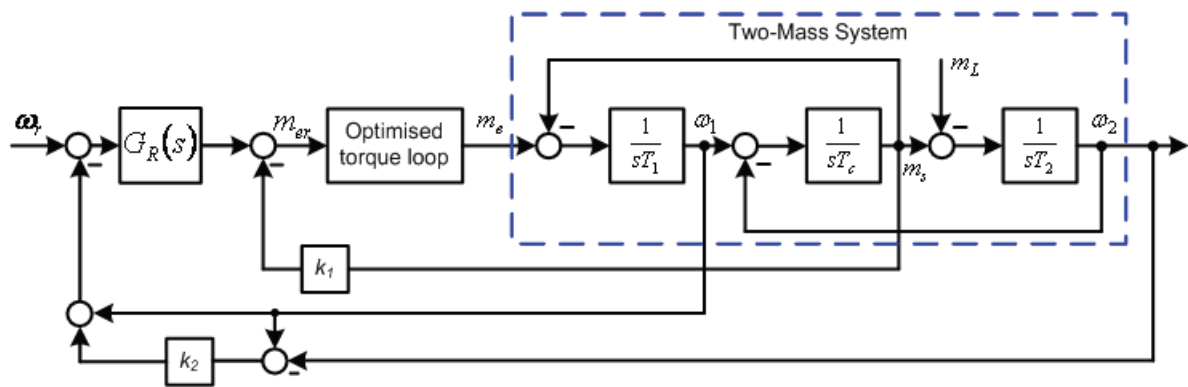 Two-Mass System
m_L
ω_r
G_R(s)
m_er
Optimised
torque loop
m_e
1
sT_1
ω_1
1
sT_c
m_s
1
sT_2
ω_2
k_1
k_2